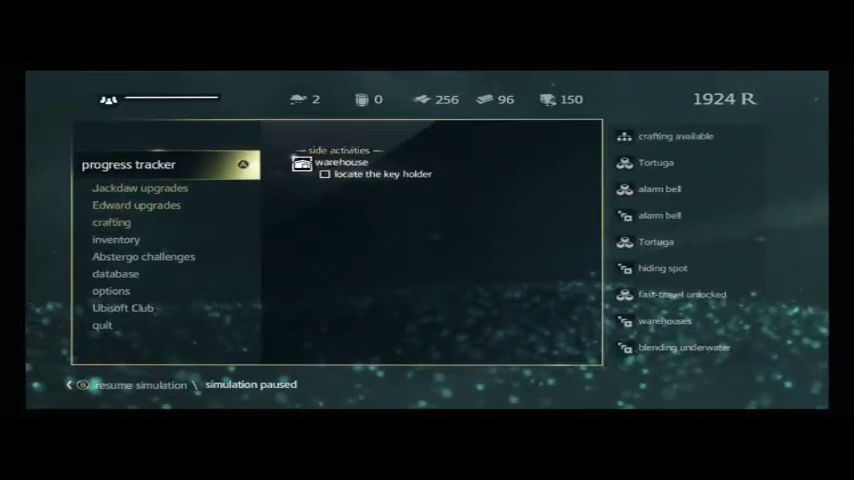 2 0 256 96 150 1924 R
progress tracker A
Jackdaw upgrades
Edward upgrades
crafting
inventory
Abstergo challenges
database
options
Ubisoft Club
quit
side activities
warehouse
locate the key holder
crafting available
Tortuga
alarm bell
alarm bell
Tortuga
hiding spot
fast-travel unlocked
warehouses
blending underwater
B resume simulation \ simulation paused